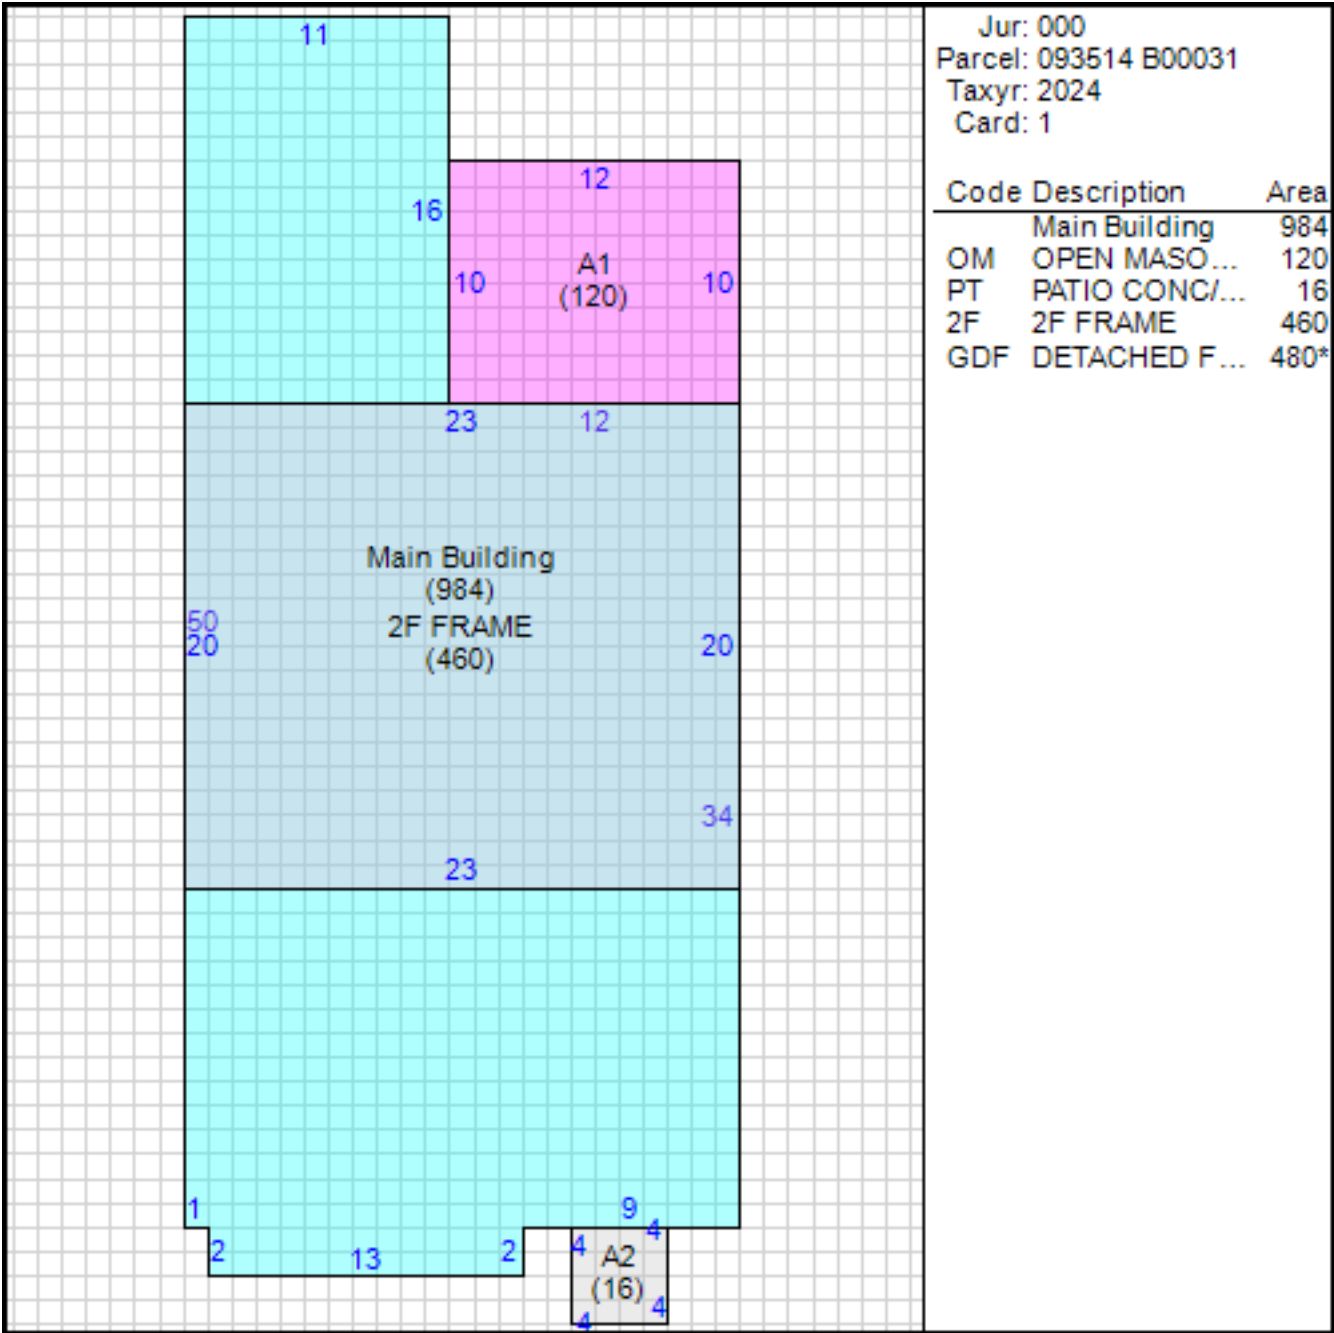 11
12
16
A1
10
10
(120)
23
12
Main Building
(984)
50
2F FRAME
20
20
(460)
34
23
1
9
4
2
13
2
4
A2
(16)
4
4
Jur: 000
Parcel: 093514 B00031
Taxyr: 2024
Card: 1
Code Description Area
Main Building 984
OM OPEN MASO... 120
PT PATIO CONC/... 16
2F 2F FRAME 460
GDF DETACHED F... 480*